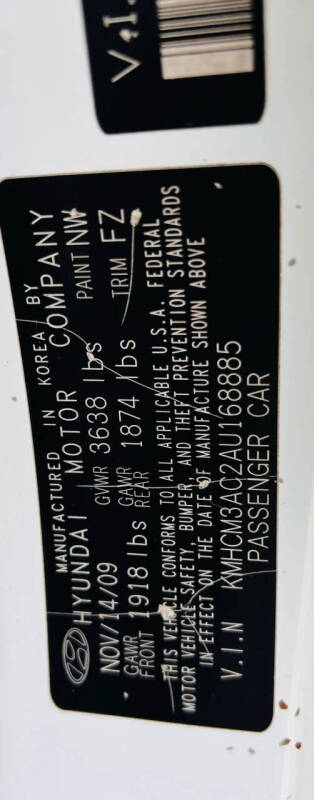 V.I.
MANUFACTURED IN KOREA BY
HYUNDAI MOTOR COMPANY
NOV/14/09 GVWR 3638 lbs PAINT NW
GAWR FRONT 1918 lbs GAWR REAR 1874 lbs TRIM FZ
THIS VEHICLE CONFORMS TO ALL APPLICABLE U.S.A. FEDERAL
MOTOR VEHICLE SAFETY, BUMPER, AND THEFT PREVENTION STANDARDS
IN EFFECT ON THE DATE OF MANUFACTURE SHOWN ABOVE
V.I.N KMHCM3AC2AU168885
PASSENGER CAR